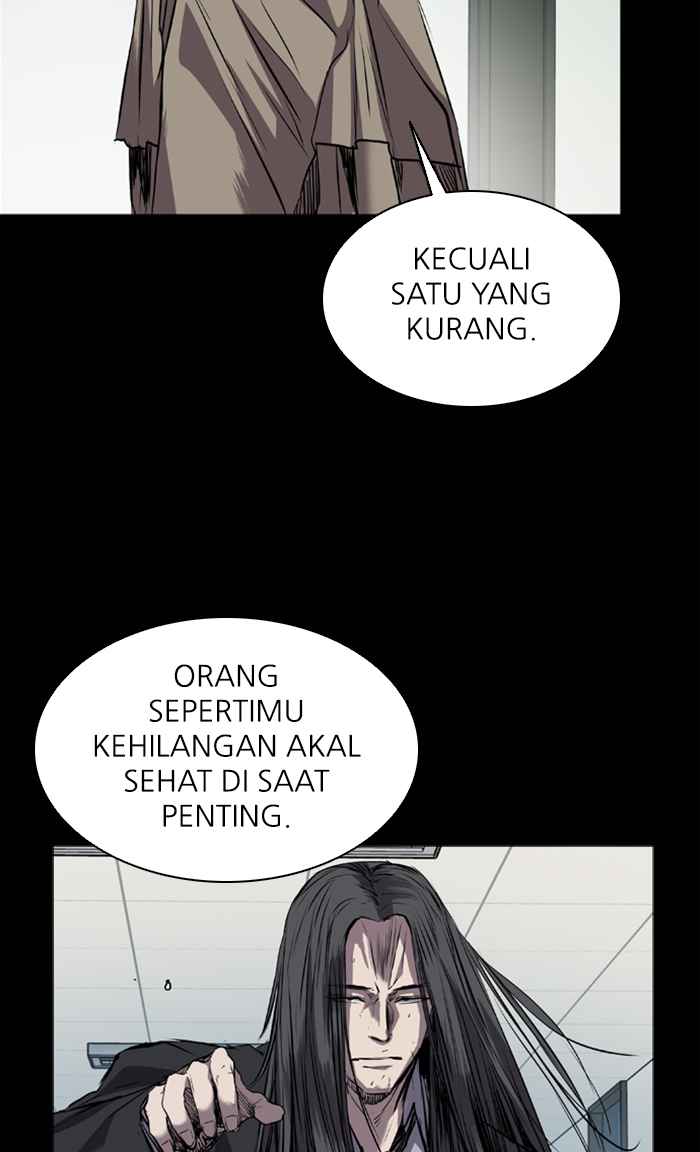 KECUALI
SATU YANG
KURANG.
ORANG
SEPERTIMU
KEHILANGAN AKAL
SEHAT DI SAAT
PENTING.